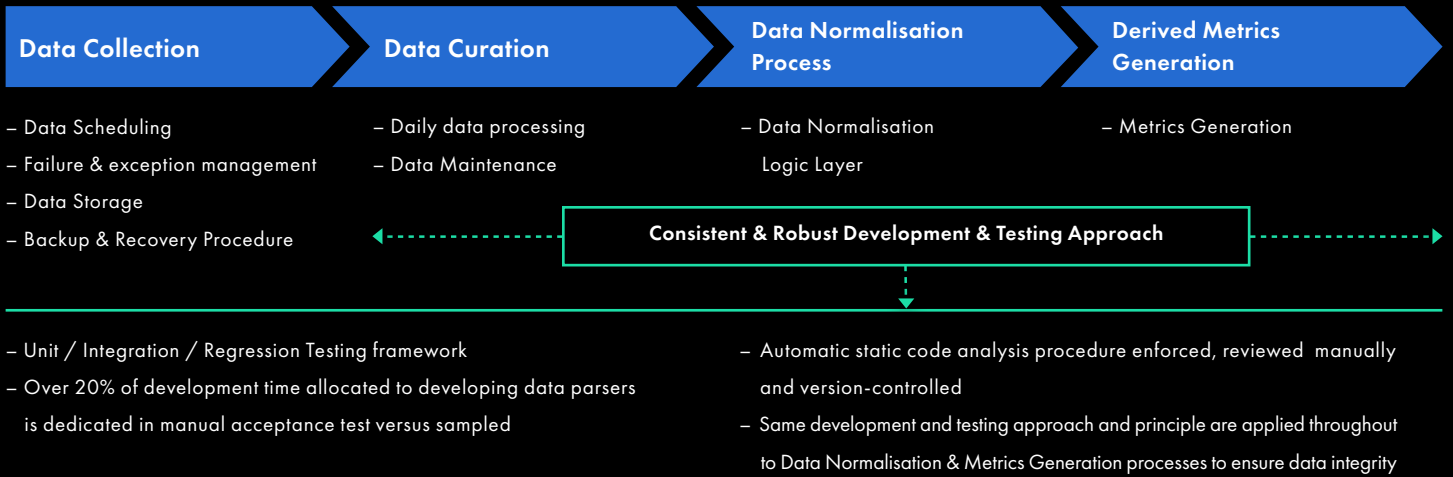 Data Collection
Data Curation
Data Normalisation
Process
Derived Metrics
Generation
– Data Scheduling
– Failure & exception management
– Data Storage
– Backup & Recovery Procedure
– Daily data processing
– Data Maintenance
– Data Normalisation
Logic Layer
– Metrics Generation
Consistent & Robust Development & Testing Approach
– Unit / Integration / Regression Testing framework
– Over 20% of development time allocated to developing data parsers
is dedicated in manual acceptance test versus sampled
– Automatic static code analysis procedure enforced, reviewed manually
and version-controlled
– Same development and testing approach and principle are applied throughout
to Data Normalisation & Metrics Generation processes to ensure data integrity